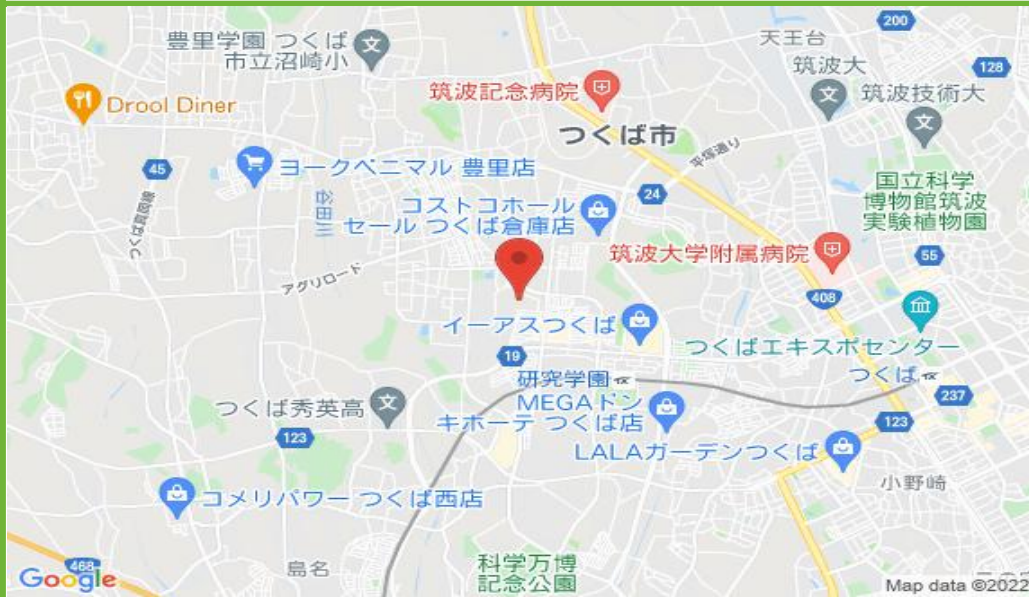 200
豊里学園 つくば
市立沼崎小
天王台
筑波大
128
筑波記念病院
筑波技術大
Drool Diner
つくば市
平塚通り
45
ヨークベニマル 豊里店
谷田川
24
国立科学
博物館筑波
実験植物園
コストコホール
セール つくば倉庫店
つくば真岡線
筑波大学附属病院
55
アグリロード
408
イーアスつくば
つくばエキスポセンター
19
つくば
研究学園
MEGAドン
キホーテ つくば店
237
つくば秀英高
123
123
LALAガーデンつくば
小野崎
コメリパワー つくば西店
468
島名
科学万博
記念公園
Google
Map data ©2022